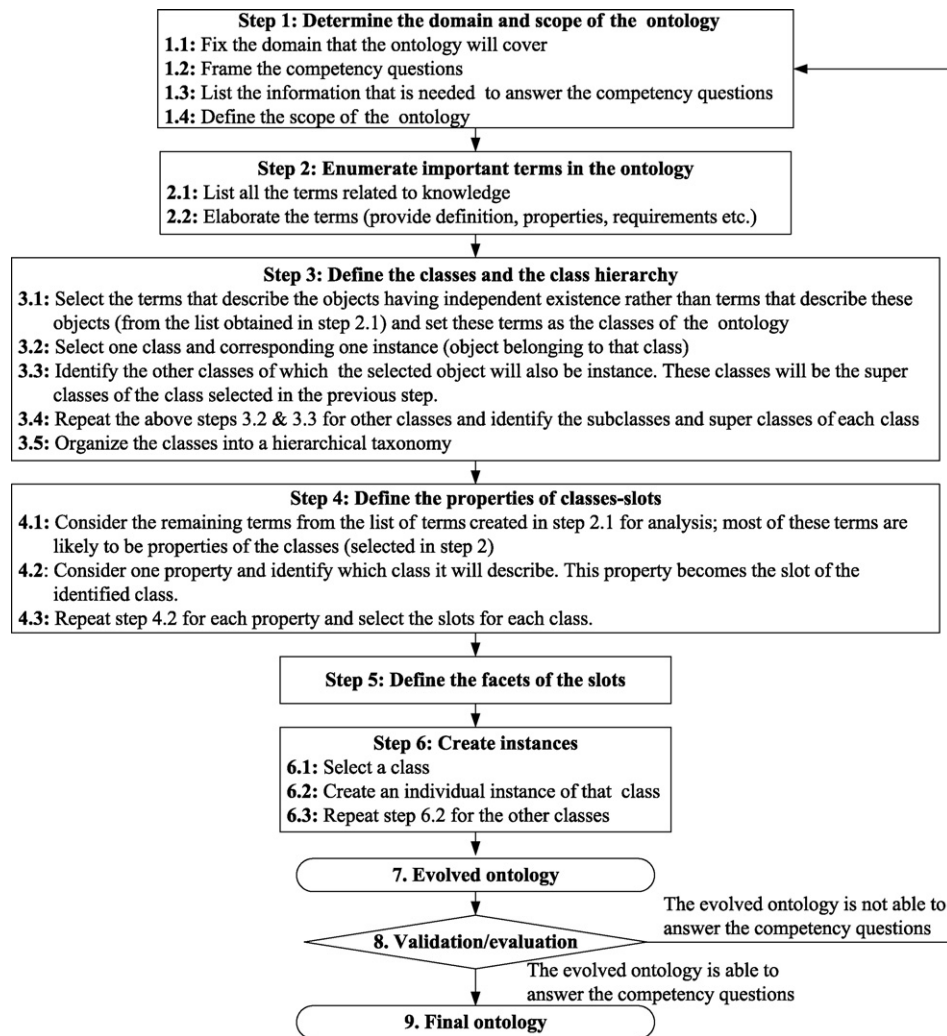 Step 1: Determine the domain and scope of the ontology
1.1: Fix the domain that the ontology will cover
1.2: Frame the competency questions
1.3: List the information that is needed to answer the competency questions
1.4: Define the scope of the ontology
Step 2: Enumerate important terms in the ontology
2.1: List all the terms related to knowledge
2.2: Elaborate the terms (provide definition, properties, requirements etc.)
Step 3: Define the classes and the class hierarchy
3.1: Select the terms that describe the objects having independent existence rather than terms that describe these
objects (from the list obtained in step 2.1) and set these terms as the classes of the ontology
3.2: Select one class and corresponding one instance (object belonging to that class)
3.3: Identify the other classes of which the selected object will also be instance. These classes will be the super
classes of the class selected in the previous step.
3.4: Repeat the above steps 3.2 & 3.3 for other classes and identify the subclasses and super classes of each class
3.5: Organize the classes into a hierarchical taxonomy
Step 4: Define the properties of classes-slots
4.1: Consider the remaining terms from the list of terms created in step 2.1 for analysis; most of these terms are
likely to be properties of the classes (selected in step 2)
4.2: Consider one property and identify which class it will describe. This property becomes the slot of the
identified class.
4.3: Repeat step 4.2 for each property and select the slots for each class.
Step 5: Define the facets of the slots
Step 6: Create instances
6.1: Select a class
6.2: Create an individual instance of that class
6.3: Repeat step 6.2 for the other classes
7. Evolved ontology
8. Validation/evaluation
The evolved ontology is not able to
answer the competency questions
The evolved ontology is able to
answer the competency questions
9. Final ontology